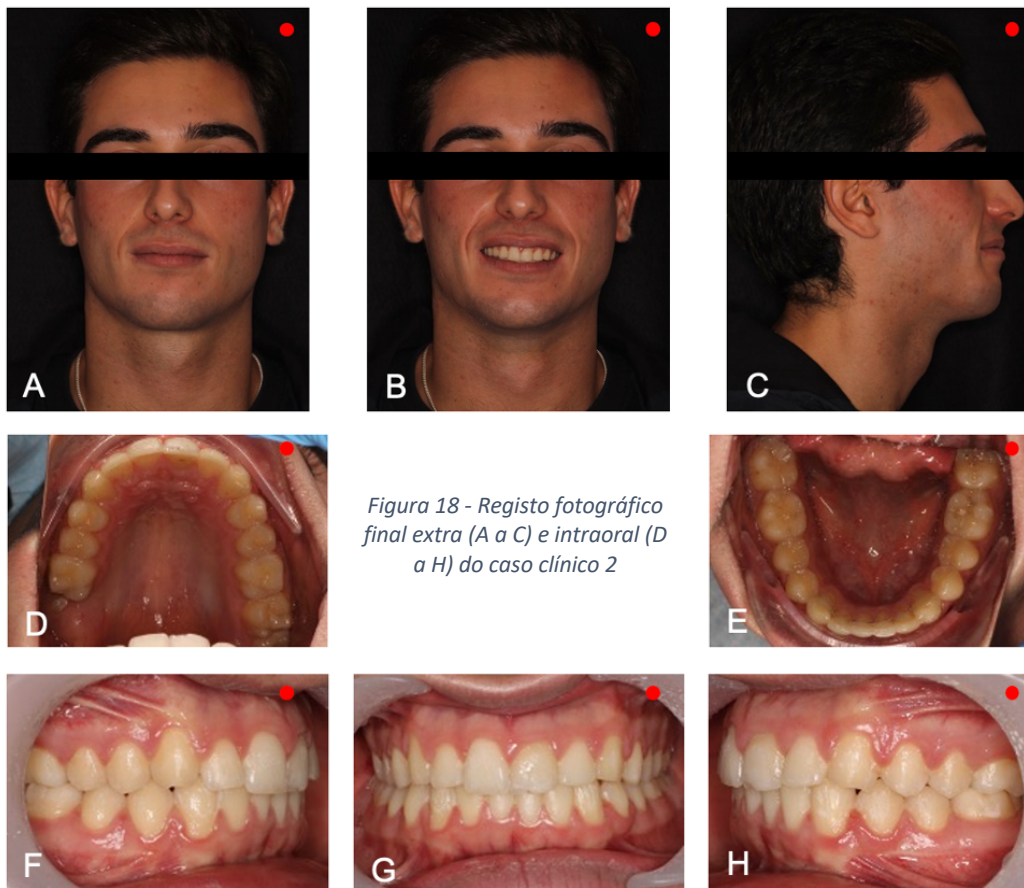 A
B
C
D
Figura 18 - Registo fotográfico
final extra (A a C) e intraoral (D
a H) do caso clínico 2
E
F
G
H